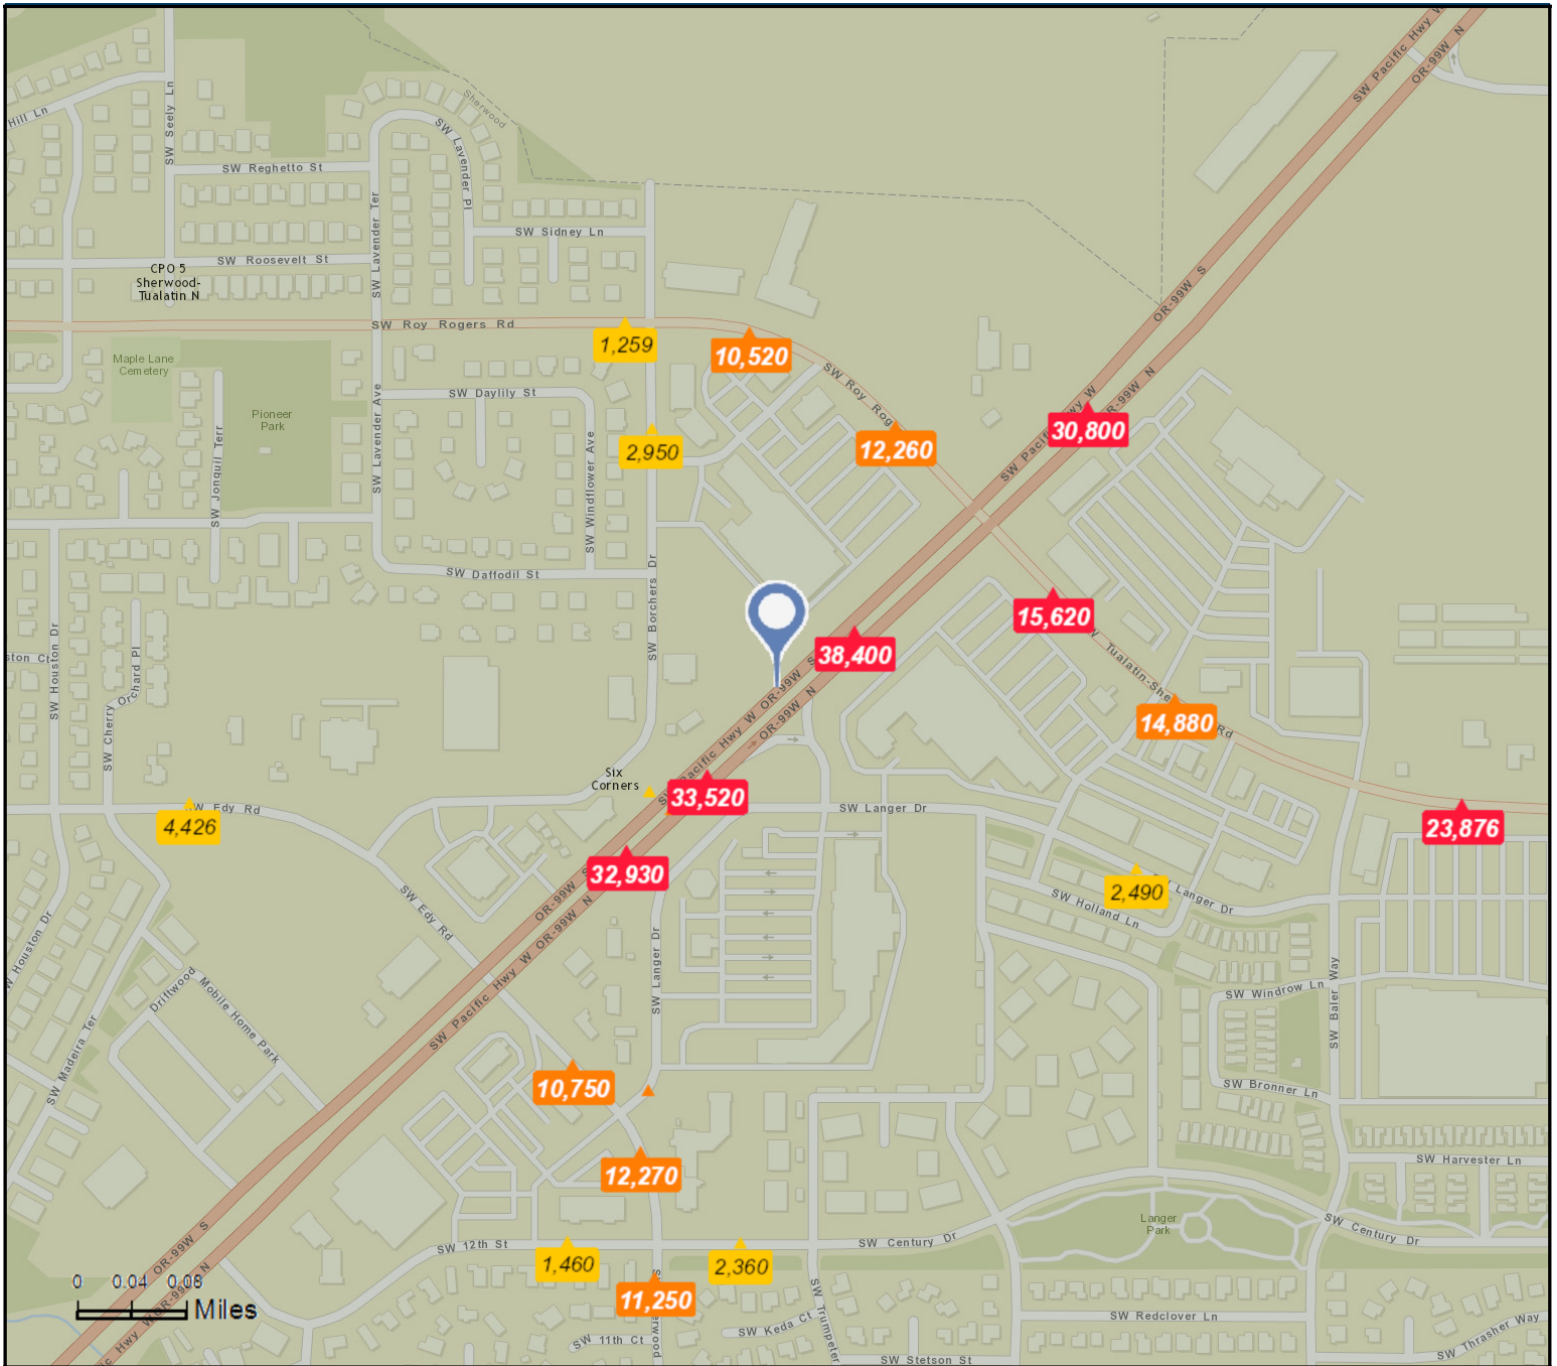 SW Pacific Hwy W
OR-99W N
Hill Ln
SW Seely Ln
Sherwood
SW Lavender Pl
SW Reghetto St
SW Lavender Ter
SW Sidney Ln
SW Roosevelt St
CPO 5
Sherwood-
Tualatin N
OR-99W S
SW Roy Rogers Rd
1,259
10,520
Maple Lane
Cemetery
SW Daylily St
SW Roy Rog
OR-99W N
Pioneer
Park
SW Lavender Ave
30,800
12,260
2,950
SW Jonquil Terr
SW Windflower Ave
SW Pacif
wy W
SW Daffodil St
SW Borchers Dr
15,620
38,400
SW Houston Dr
ston Ct
Orchard Pl
SW Cherry
OR-99W S
OR-99W N
Tualatin-She
Rd
14,880
Pacific Hwy W
Six
Corners
33,520
SW Edy Rd
4,426
SW Langer Dr
23,876
32,930
2,490
Langer Dr
SW Holland Ln
SW Edy Rd
OR-99W S
OR-99W N
SW Pacific Hwy W
W Houston Dr
SW Langer Dr
Driftwood
Mobile Home Park
SW Windrow Ln
SW Baler Way
SW Madeira Ter
10,750
SW Bronner Ln
12,270
SW Harvester Ln
OR-99W S
SW 12th St
1,460
2,360
SW Century Dr
Langer
Park
SW Century Dr
11,250
0 0.04 0.08
Miles
OR-99W N
c Hwy W
SW Trumpeter
SW Keda Ct
SW 11th Ct
erwood
SW Redclover Ln
SW Stetson St
SW Thrasher Way